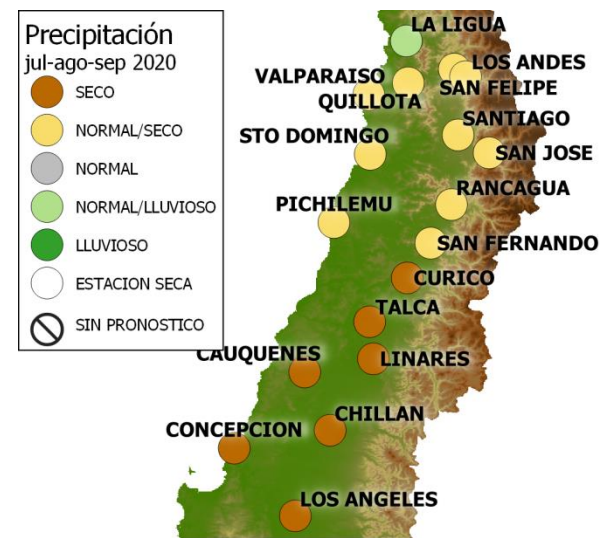 Precipitación
jul-ago-sep 2020
SECO
NORMAL/SECO
NORMAL
NORMAL/LLUVIOSO
LLUVIOSO
ESTACION SECA
SIN PRONOSTICO
LA LIGUA
LOS ANDES
VALPARAISO
SAN FELIPE
QUILLOTA
SANTIAGO
STO DOMINGO
SAN JOSE
RANCAGUA
PICHILEMU
SAN FERNANDO
CURICO
TALCA
CAUQUENES
LINARES
CHILLAN
CONCEPCION
LOS ANGELES